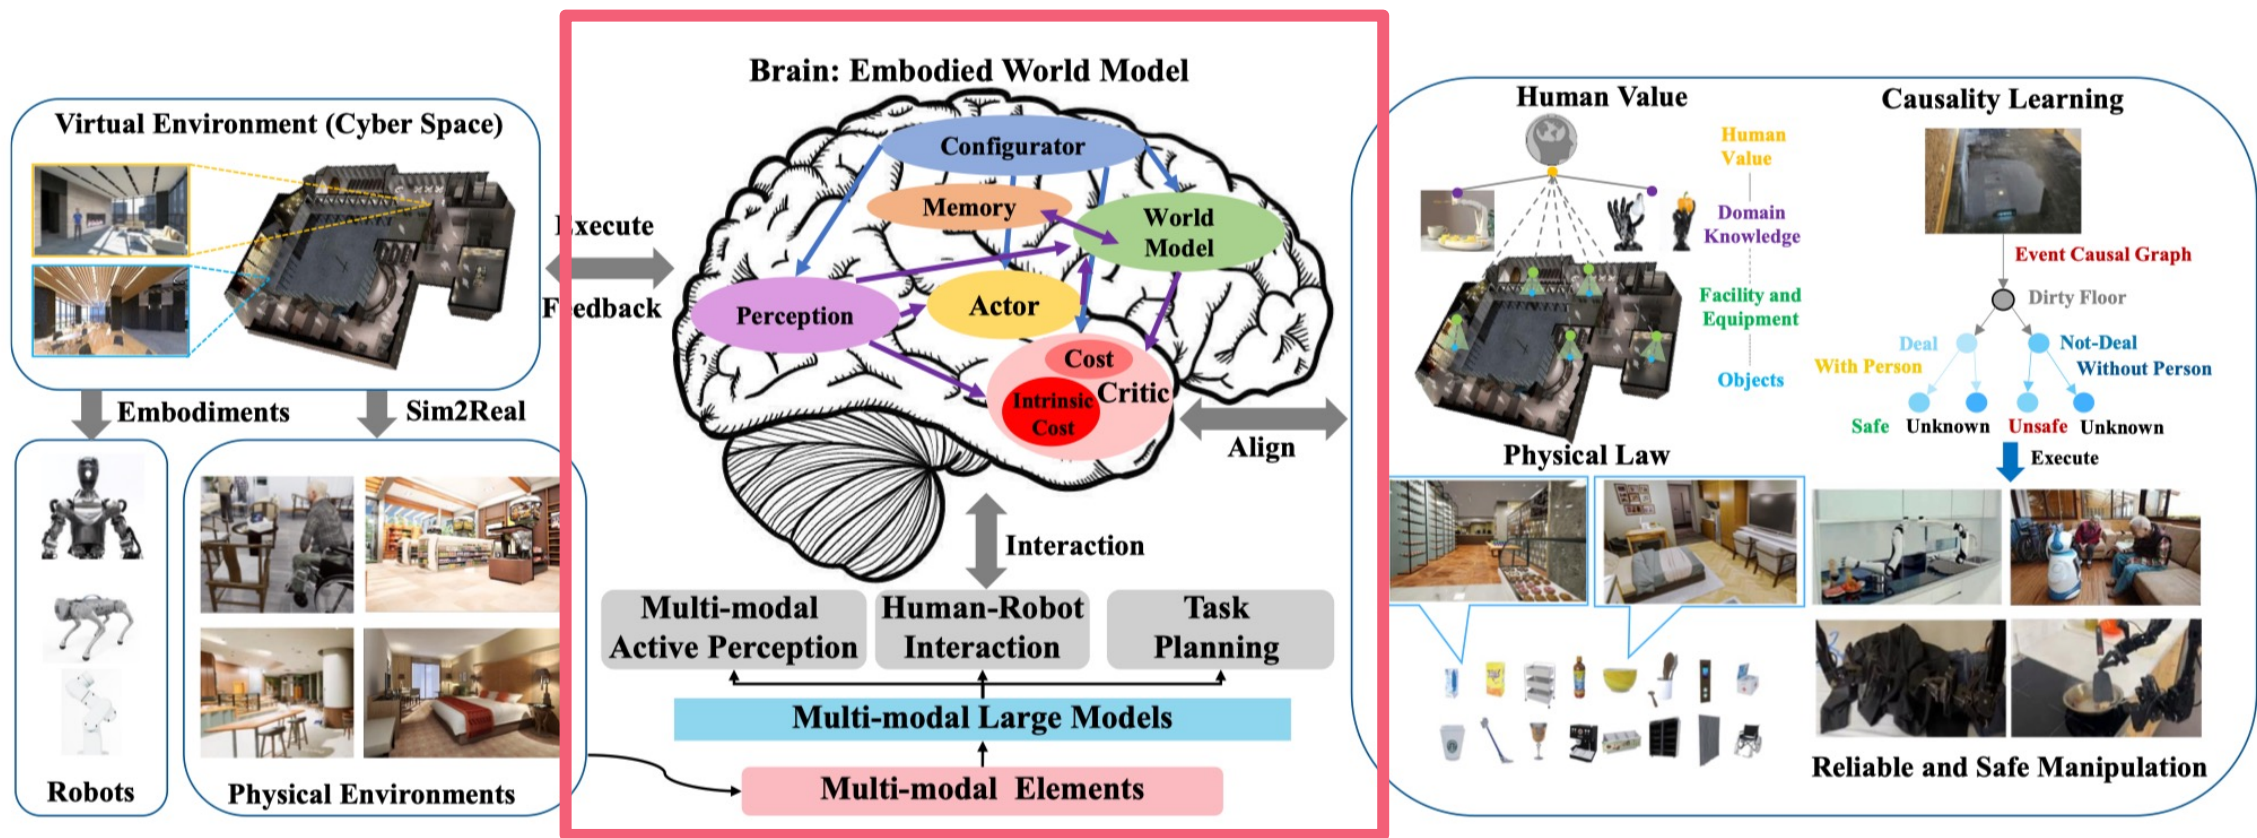 Virtual Environment (Cyber Space)
Embodiments
Sim2Real
Robots
Physical Environments
Execute
Feedback
Brain: Embodied World Model
Configurator
Memory
World
Model
Perception
Actor
Cost
Critic
Intrinsic
Cost
Align
Interaction
Multi-modal
Active Perception
Human-Robot
Interaction
Task
Planning
Multi-modal Large Models
Multi-modal Elements
Human Value
Human
Value
Domain
Knowledge
Facility and
Equipment
Objects
Physical Law
Causality Learning
Event Causal Graph
Dirty Floor
Deal
Not-Deal
With Person
Without Person
Safe
Unknown
Unsafe
Unknown
Execute
Reliable and Safe Manipulation